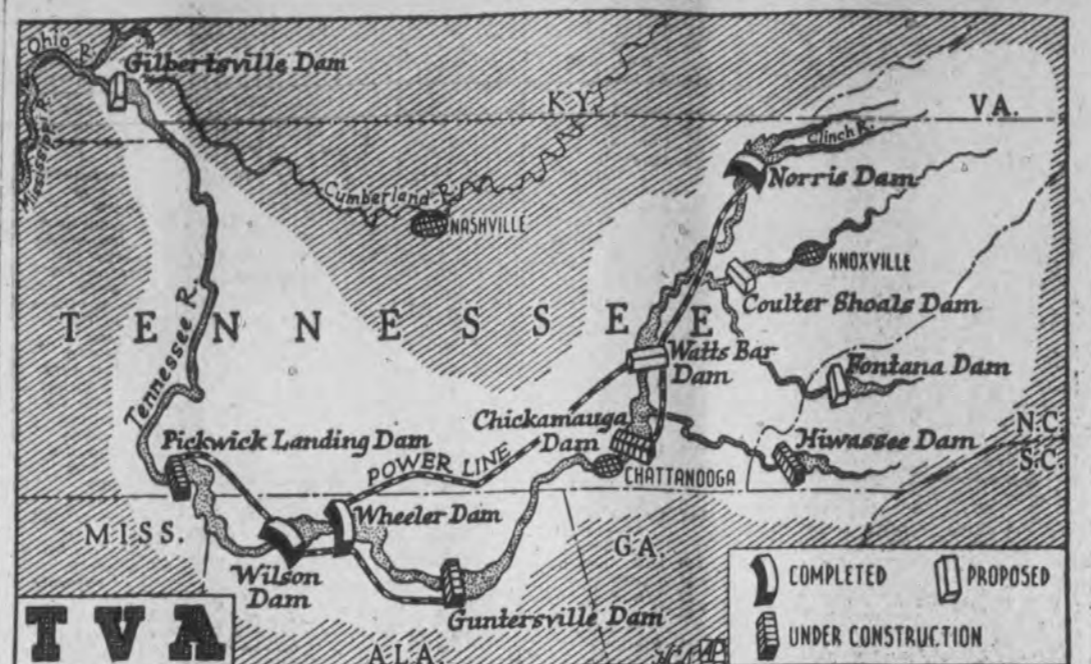 Ohio R.
Gilbertsville Dam
Mississippi R.
KY.
VA.
Clinch R.
Norris Dam
Cumberland R.
NASHVILLE
KNOXVILLE
Coulter Shoals Dam
TENNESSEE
Tennessee R.
Watts Bar
Dam
Fontana Dam
Chickamauga
Dam
Pickwick Landing Dam
POWER LINE
CHATTANOOGA
Hiwassee Dam
N.C.
S.C.
MISS.
Wheeler Dam
GA.
Wilson
Dam
Guntersville Dam
ALA.
TVA
COMPLETED
PROPOSED
UNDER CONSTRUCTION